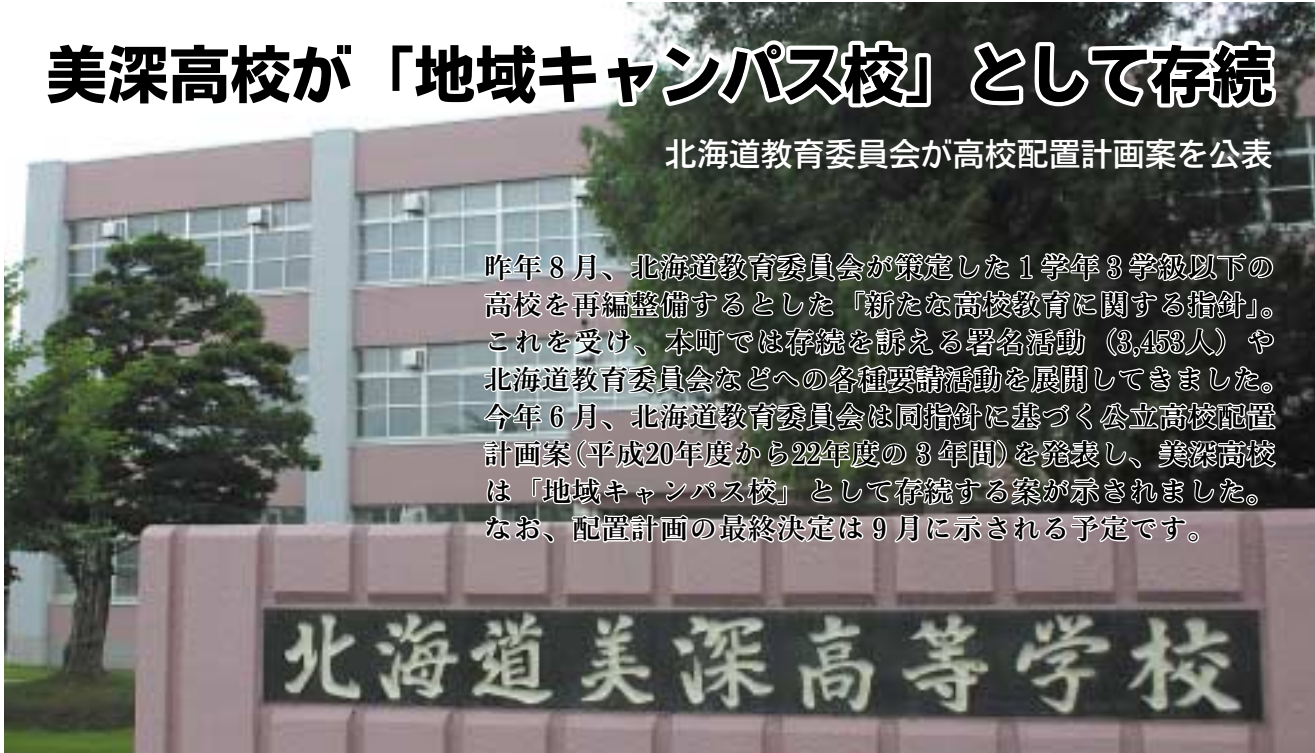 美深高校が「地域キャンパス校」として存続
北海道教育委員会が高校配置計画案を公表
昨年８月、北海道教育委員会が策定した１学年３学級以下の
高校を再編整備するとした「新たな高校教育に関する指針」。
これを受け、本町では存続を訴える署名活動（3,453人）や
北海道教育委員会などへの各種要請活動を展開してきました。
今年６月、北海道教育委員会は同指針に基づく公立高校配置
計画案(平成20年度から22年度の３年間)を発表し、美深高校
は「地域キャンパス校」として存続する案が示されました。
なお、配置計画の最終決定は９月に示される予定です。
北海道美深高等学校